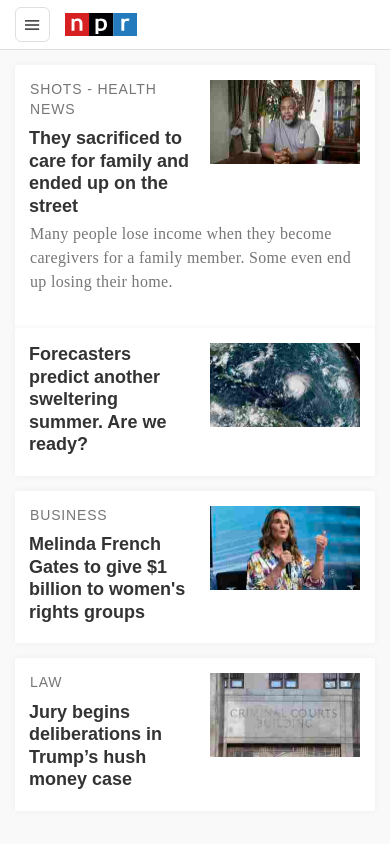 npr
SHOTS - HEALTH
NEWS
They sacrificed to
care for family and
ended up on the
street
Many people lose income when they become
caregivers for a family member. Some even end
up losing their home.
Forecasters
predict another
sweltering
summer. Are we
ready?
BUSINESS
Melinda French
Gates to give $1
billion to women's
rights groups
LAW
Jury begins
deliberations in
Trump’s hush
money case
CRIMINAL COURTS
BUILDING